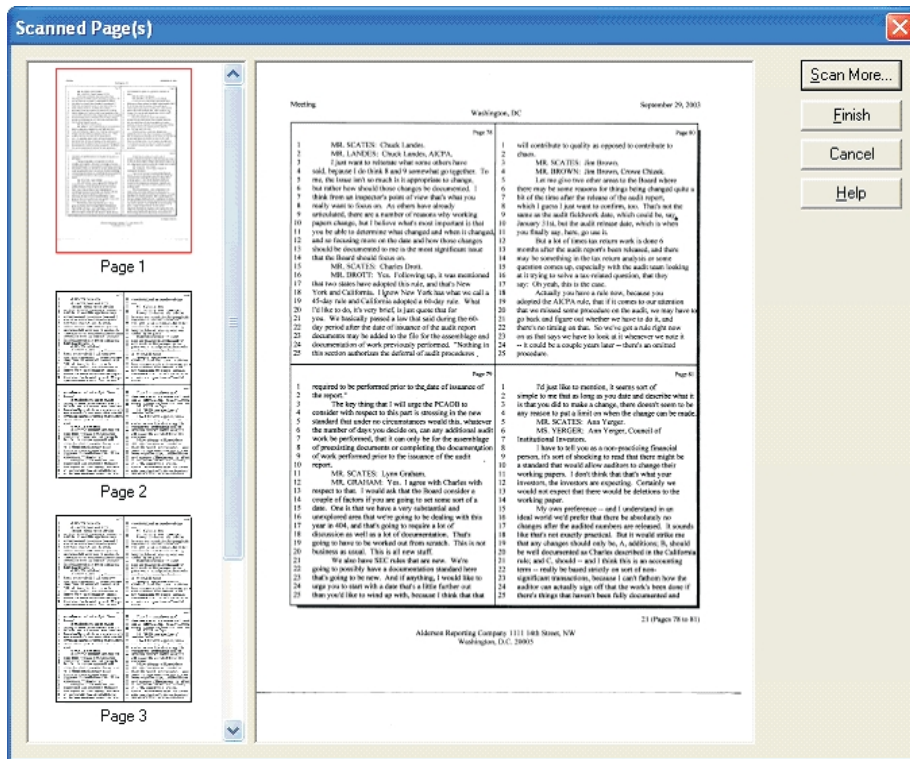 Scanned Page(s)
Scan More...
Finish
Cancel
Help
Page 1
Page 2
Page 3
Meeting
September 29, 2003
Washington, DC
Page 78
1 MR. SCATES: Chuck Landes.
2 MR. LANDES: Chuck Landes, AICPA.
3 I just want to reiterate what some others have
4 said, because I do think 8 and 9 somewhat go together. To
5 me, the issue isn't so much is it appropriate to change,
6 but rather how should those changes be documented. I
7 think from an inspector's point of view that's what you
8 really want to focus on. As others have already
9 articulated, there are a number of reasons why working
10 papers change, but I believe what's most important is that
11 you be able to determine what changed and when it changed,
12 and so focusing more on the date and how those changes
13 should be documented to me is the most significant issue
14 that the Board should focus on.
15 MR. SCATES: Charles Drott.
16 MR. DROTT: Yes. Following up, it was mentioned
17 that two states have adopted this rule, and that's New
18 York and California. I know New York has what we call a
19 45-day rule and California adopted a 60-day rule. What
20 I'd like to do, it's very brief, is just quote that for
21 you. We basically passed a law that said during the 60-
22 day period after the date of issuance of the audit report
23 documents may be added to the file for the assemblage and
24 documentation of work previously performed. "Nothing in
25 this section authorizes the deferral of audit procedures
Page 79
1 required to be performed prior to the date of issuance of
2 the report."
3 The key thing that I will urge the PCAOB to
4 consider with respect to this part is stressing in the new
5 standard that under no circumstances would this, whatever
6 the number of days you decide on, can any additional audit
7 work be performed, that it can only be for the assemblage
8 of preexisting documents or completing the documentation
9 of work performed prior to the issuance of the audit
10 report.
11 MR. SCATES: Lynn Graham.
12 MR. GRAHAM: Yes. I agree with Charles with
13 respect to that. I would ask that the Board consider a
14 couple of factors if you are going to set some sort of a
15 date. One is that we have a very substantial and
16 unexplored area that we're going to be dealing with this
17 year in 404, and that's going to require a lot of
18 discussion as well as a lot of documentation. That's
19 going to have to be worked out from scratch. This is not
20 business as usual. This is all new stuff.
21 We also have SEC rules that are new. We're
22 going to possibly have a documentation standard here
23 that's going to be new. And if anything, I would like to
24 urge you to start with a date that's a little further out
25 than you'd like to wind up with, because I think that that
Page 80
1 will contribute to quality as opposed to contribute to
2 chaos.
3 MR. SCATES: Jim Brown.
4 MR. BROWN: Jim Brown, Crowe Chizek.
5 Let me give two other areas to the Board where
6 there may be some reasons for things being changed quite a
7 bit of the time after the release of the audit report,
8 which I guess I just want to confirm, too. That's not the
9 same as the audit fieldwork date, which could be, say,
10 January 31st, but the audit release date, which is when
11 you finally say, here, go use it.
12 But a lot of times tax return work is done 6
13 months after the audit report's been released, and there
14 may be something in the tax return analysis or some
15 question comes up, especially with the audit team looking
16 at it trying to solve a tax-related question, that they
17 say: Oh yeah, this is the case.
18 Actually you have a rule now, because you
19 adopted the AICPA rule, that if it comes to our attention
20 that we missed some procedure on the audit, we may have to
21 go back and figure out whether we have to do it, and
22 there's no timing on that. So we've got a rule right now
23 on us that says we have to look at it whenever we note it
24 -- it could be a couple years later -- there's an omitted
25 procedure.
Page 81
1 I'd just like to mention, it seems sort of
2 simple to me that as long as you date and describe what it
3 is that you did to make a change, there doesn't seem to be
4 any reason to put a limit on when the change can be made.
5 MR. SCATES: Ann Yerger.
6 MS. YERGER: Ann Yerger, Council of
7 Institutional Investors.
8 I have to tell you as a non-practicing financial
9 person, it's sort of shocking to read that there might be
10 a standard that would allow auditors to change their
11 working papers. I don't think that that's what your
12 investors, the investors are expecting. Certainly we
13 would not expect that there would be deletions to the
14 working paper.
15 My own preference -- and I understand in an
16 ideal world we'd prefer that there be absolutely no
17 changes after the audited numbers are released. It sounds
18 like that's not exactly practical. But it would strike me
19 that any changes should only be, A, additions; B, should
20 be well documented as Charles described in the California
21 rule; and C, should -- and I think this is an accounting
22 term -- really be based strictly on sort of non-
23 significant transactions, because I can't fathom how the
24 auditor can actually sign off that the work's been done if
25 there's things that haven't been fully documented and
21 (Pages 78 to 81)
Alderson Reporting Company 1111 14th Street, NW
Washington, D.C. 20005